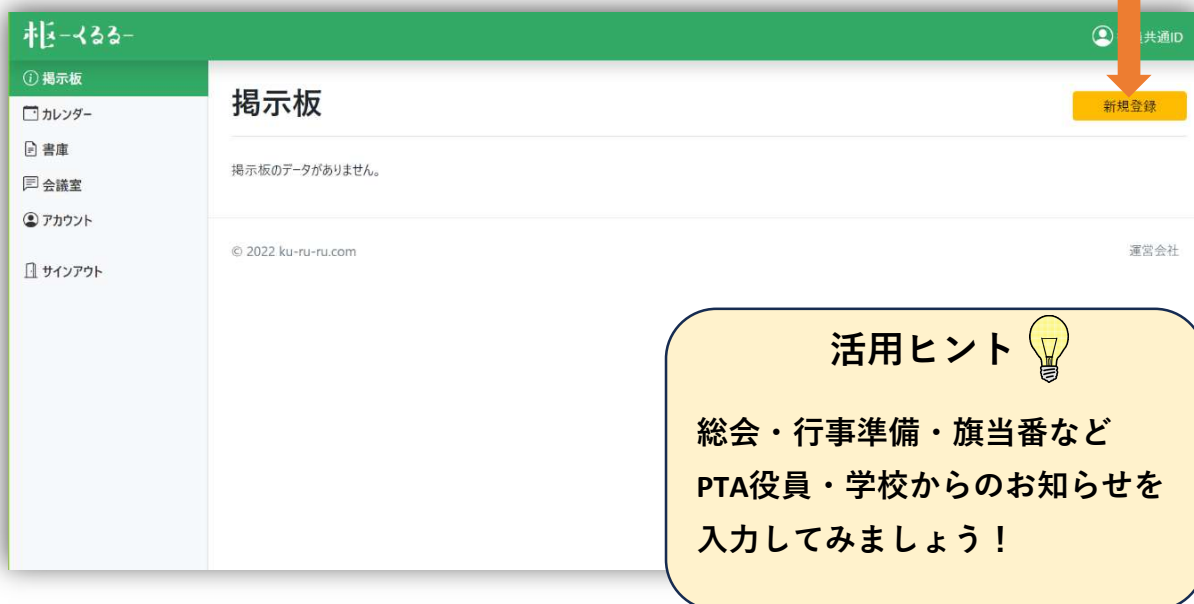 枢-くるる-
共通ID
掲示板
カレンダー
書庫
会議室
アカウント
サインアウト
掲示板
新規登録
掲示板のデータがありません。
© 2022 ku-ru-ru.com
運営会社
活用ヒント
総会・行事準備・旗当番など
PTA役員・学校からのお知らせを
入力してみましょう！